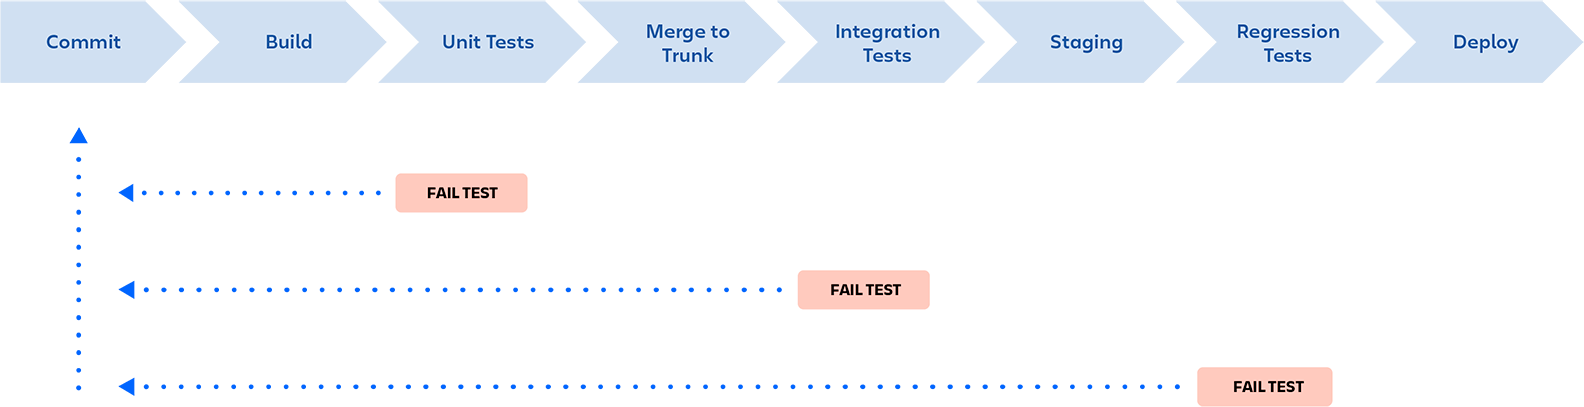 Commit
Build
Unit Tests
Merge to
Trunk
Integration
Tests
Staging
Regression
Tests
Deploy
FAIL TEST
FAIL TEST
FAIL TEST